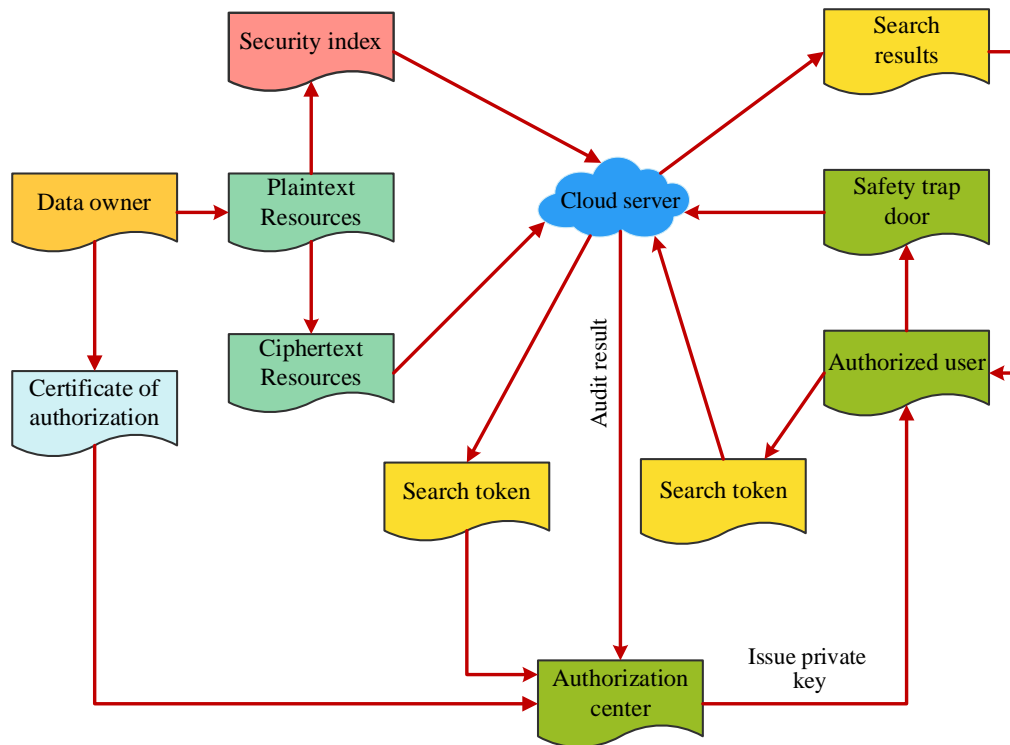 Security index
Search
results
Data owner
Plaintext
Resources
Cloud server
Safety trap
door
Ciphertext
Resources
Audit result
Authorized user
Certificate of
authorization
Search token
Search token
Issue private
key
Authorization
center